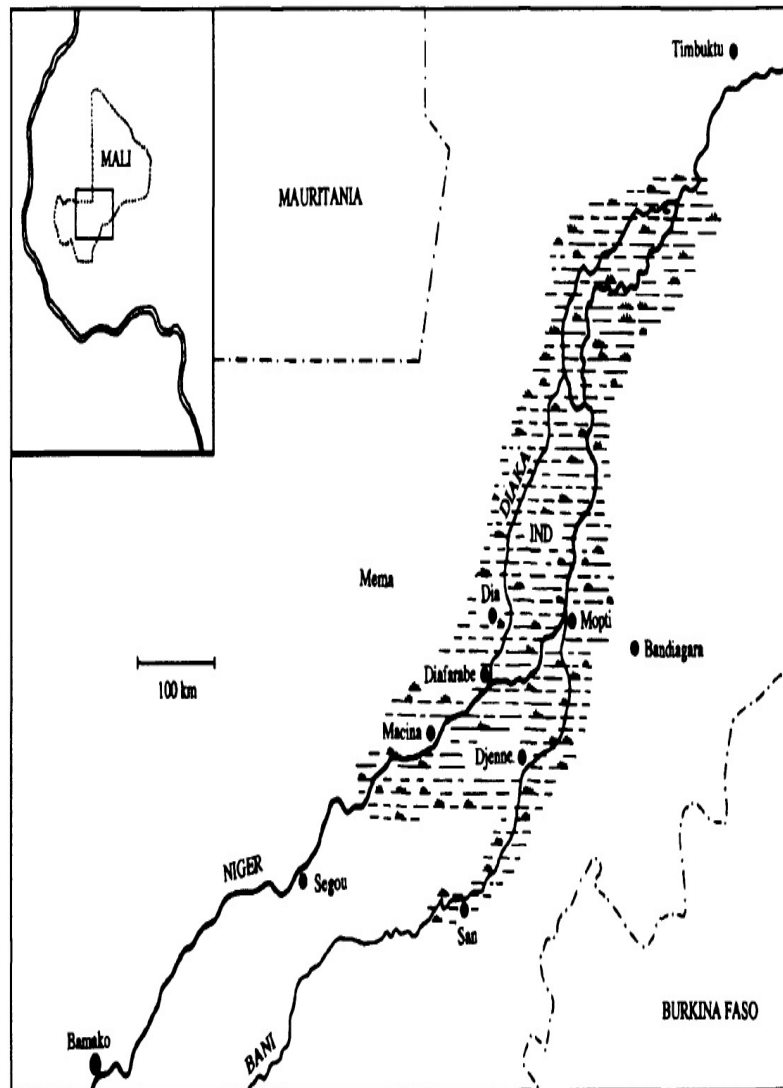 Timbuktu
MALI
MAURITANIA
DIAKA
IND
Mema
Dia
Mopti
Bandiagara
100 km
Diafarabe
Macina
Djenne
NIGER
Segou
San
BURKINA FASO
Bamako
BANI